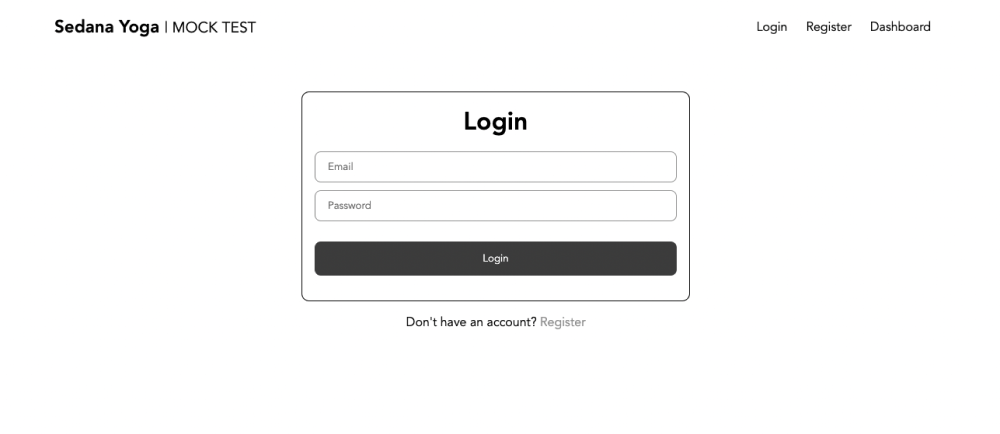 Sedana Yoga | MOCK TEST
Login Register Dashboard
Login
Email
Password
Login
Don't have an account? Register